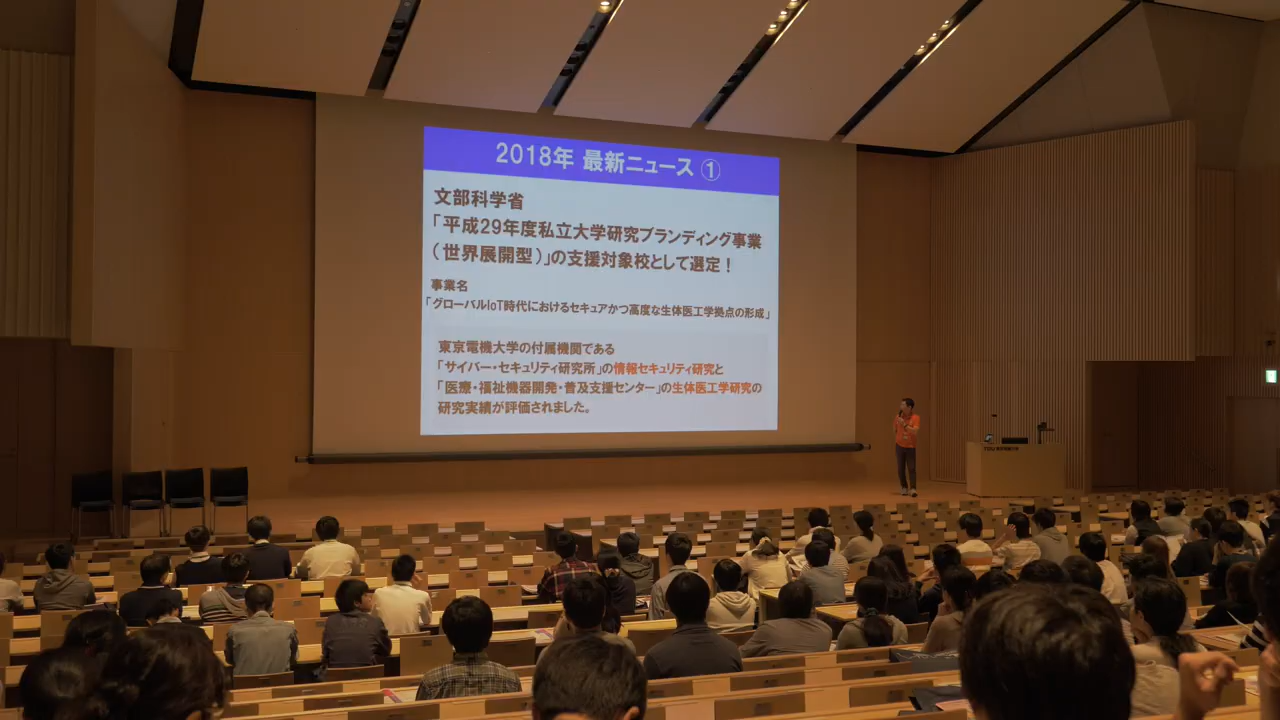 2018年 最新ニュース ①
文部科学省
「平成29年度私立大学研究ブランディング事業
（世界展開型）」の支援対象校として選定！
事業名
「グローバルIoT時代におけるセキュアかつ高度な生体医工学拠点の形成」
東京電機大学の付属機関である
「サイバー・セキュリティ研究所」の情報セキュリティ研究と
「医療・福祉機器開発・普及支援センター」の生体医工学研究の
研究実績が評価されました。